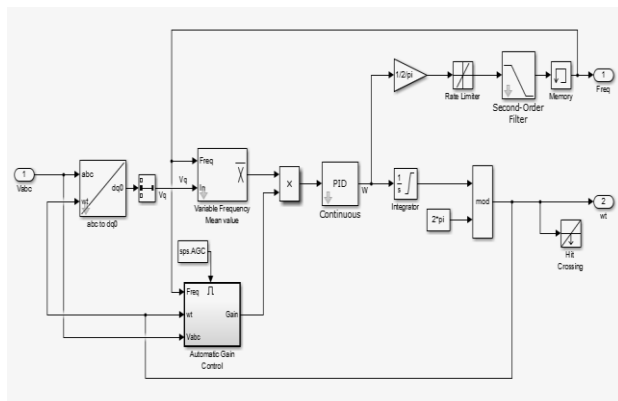 1/2/pi
Rate Limiter
Second-Order
Filter
Memory
1
Freq
1
Vabc
abc
wt
dq0
abc to dq0
Vq
Vq
Freq
In
x
Variable Frequency
Mean value
x
PID
Continuous
W
1
s
Integrator
2*pi
mod
2
wt
Hit
Crossing
sps.AGC
Freq
wt
Vabc
Gain
Automatic Gain
Control